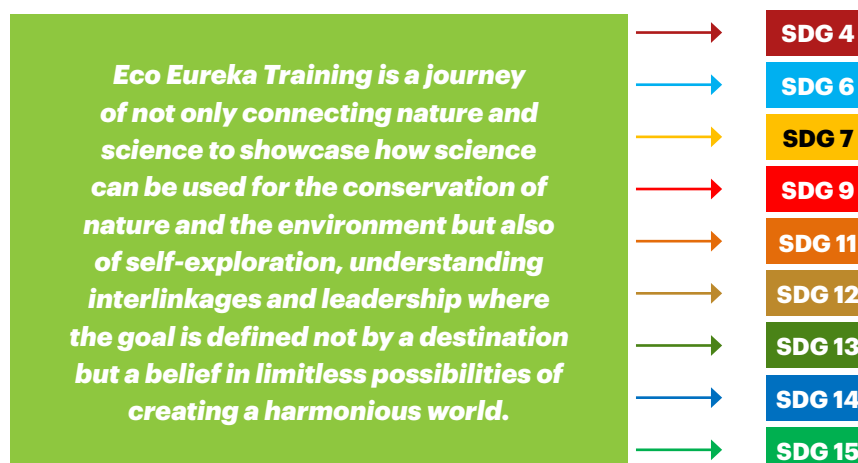 Eco Eureka Training is a journey
of not only connecting nature and
science to showcase how science
can be used for the conservation of
nature and the environment but also
of self-exploration, understanding
interlinkages and leadership where
the goal is defined not by a destination
but a belief in limitless possibilities of
creating a harmonious world.
SDG 4
SDG 6
SDG 7
SDG 9
SDG 11
SDG 12
SDG 13
SDG 14
SDG 15